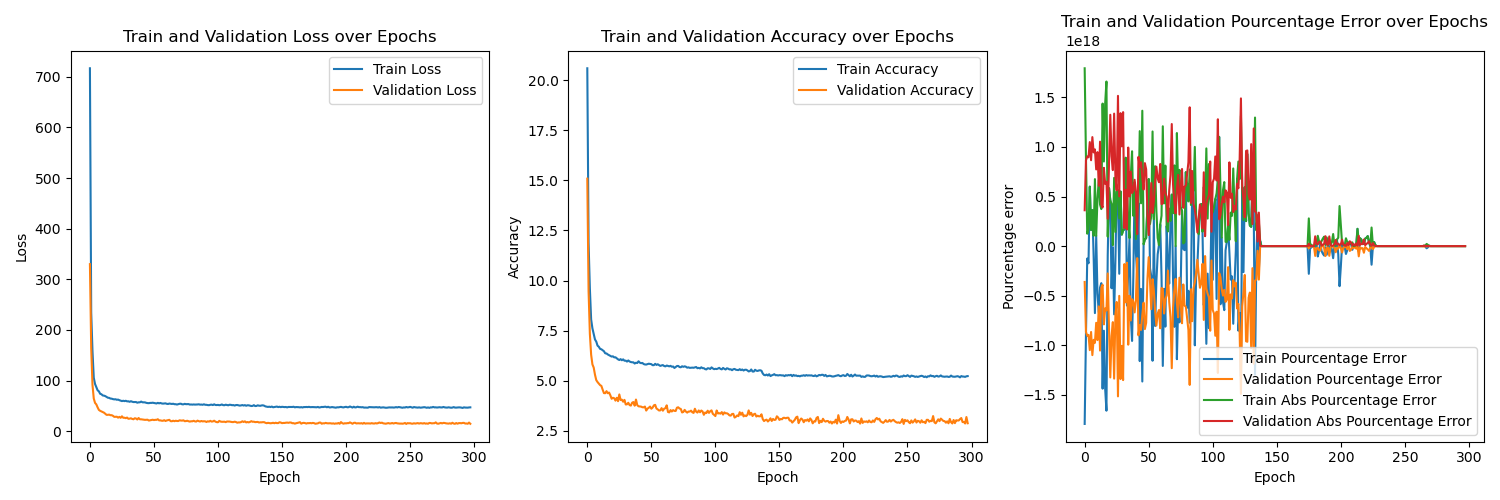 Train and Validation Loss over Epochs
Train Loss
Validation Loss
700
600
500
400
300
200
100
0
Loss
0 50 100 150 200 250 300
Epoch
Train and Validation Accuracy over Epochs
Train Accuracy
Validation Accuracy
20.0
17.5
15.0
12.5
10.0
7.5
5.0
2.5
Accuracy
0 50 100 150 200 250 300
Epoch
Train and Validation Pourcentage Error over Epochs
1e18
1.5
1.0
0.5
0.0
−0.5
−1.0
−1.5
Pourcentage error
Train Pourcentage Error
Validation Pourcentage Error
Train Abs Pourcentage Error
Validation Abs Pourcentage Error
0 50 100 150 200 250 300
Epoch